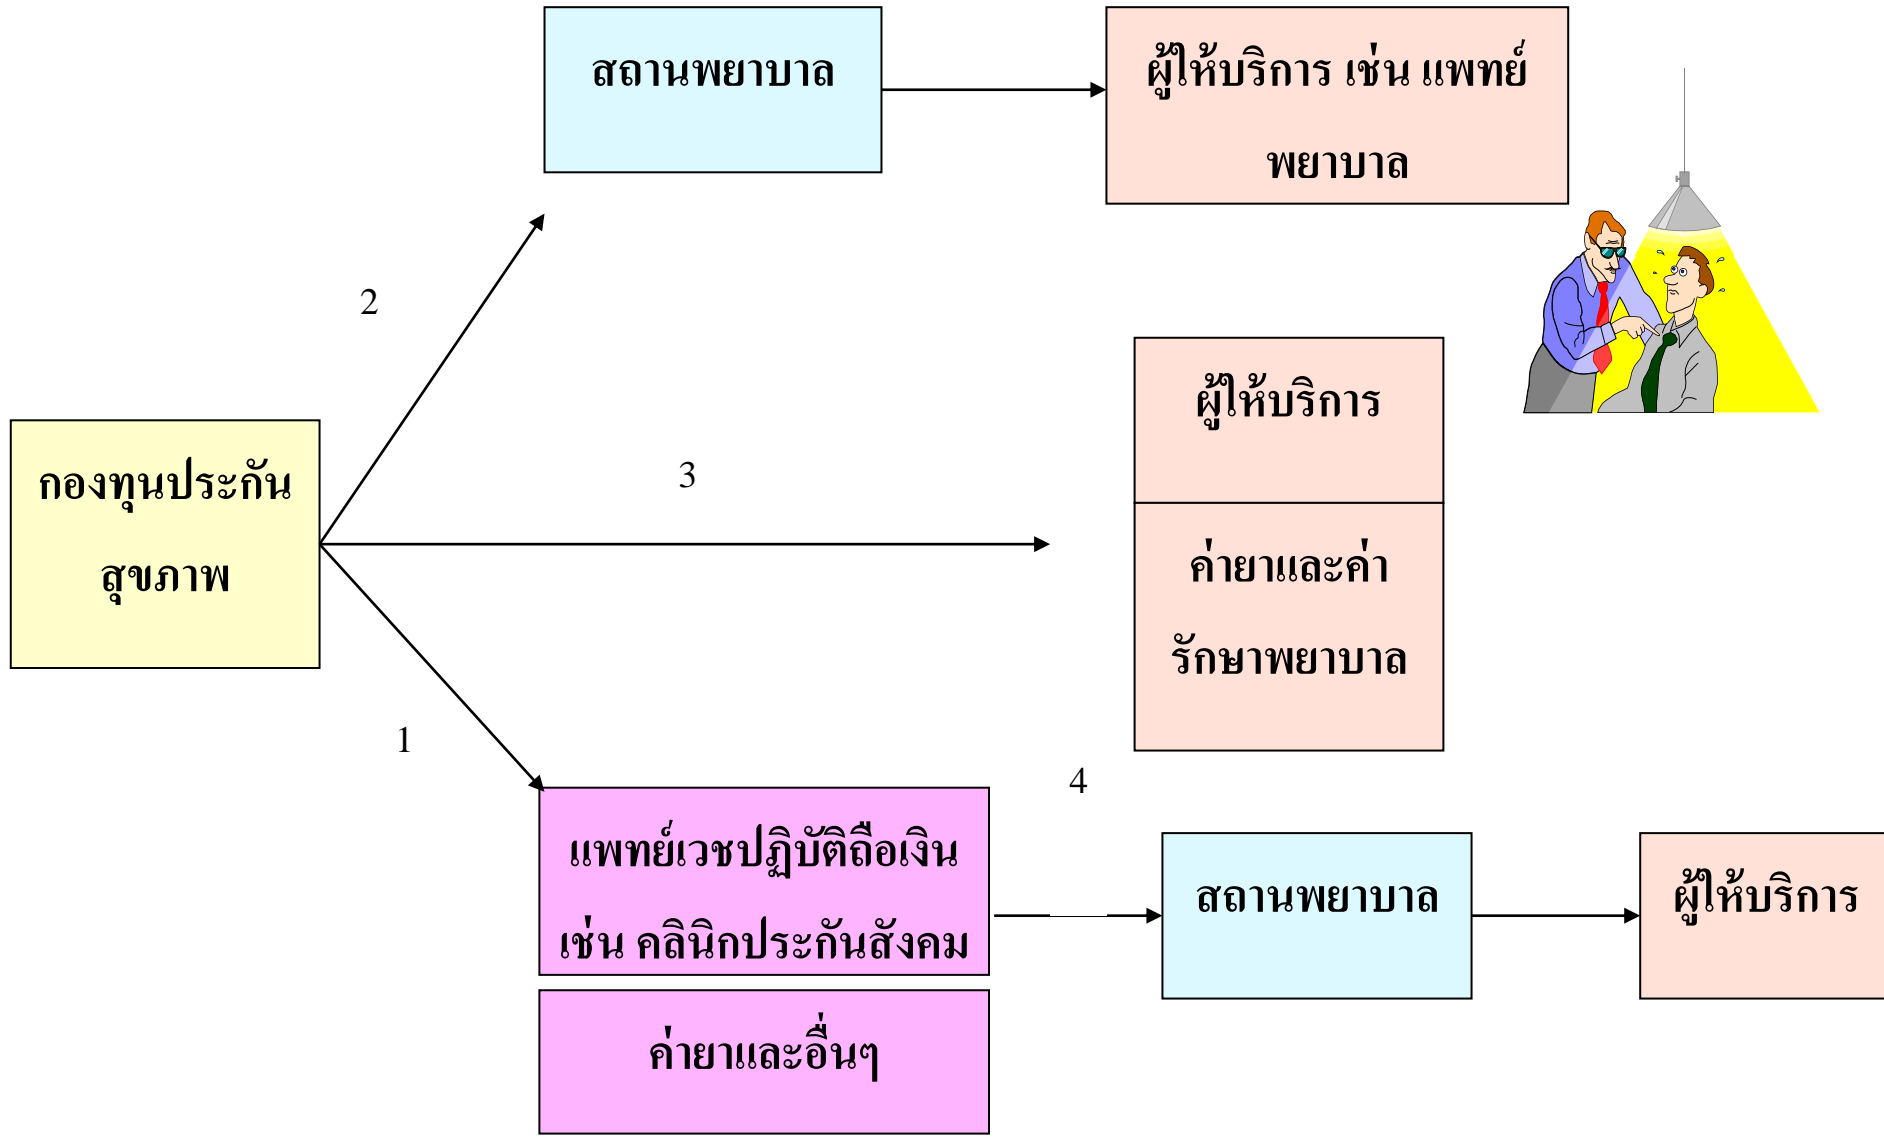 สถานพยาบาล
ผู้ให้บริการ เช่น แพทย์
พยาบาล
2
ผู้ให้บริการ
3
กองทุนประกัน
สุขภาพ
ค่ายาและค่า
รักษาพยาบาล
1
4
แพทย์เวชปฏิบัติถือเงิน
เช่น คลินิกประกันสังคม
สถานพยาบาล
ผู้ให้บริการ
ค่ายาและอื่นๆ